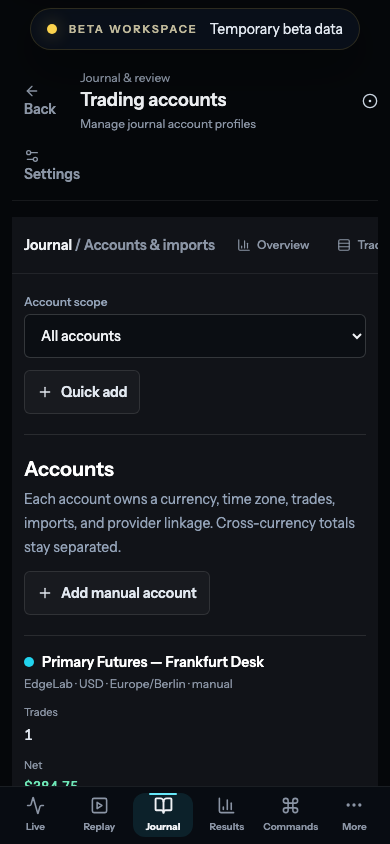 BETA WORKSPACE Temporary beta data
Back
Journal & review
Trading accounts
Manage journal account profiles
Settings
Journal / Accounts & imports Overview
Account scope
All accounts
Quick add
Accounts
Each account owns a currency, time zone, trades,
imports, and provider linkage. Cross-currency totals
stay separated.
Add manual account
Primary Futures — Frankfurt Desk
EdgeLab · USD · Europe/Berlin · manual
Trades
1
Net
$384.75
Live Replay Journal Results Commands More